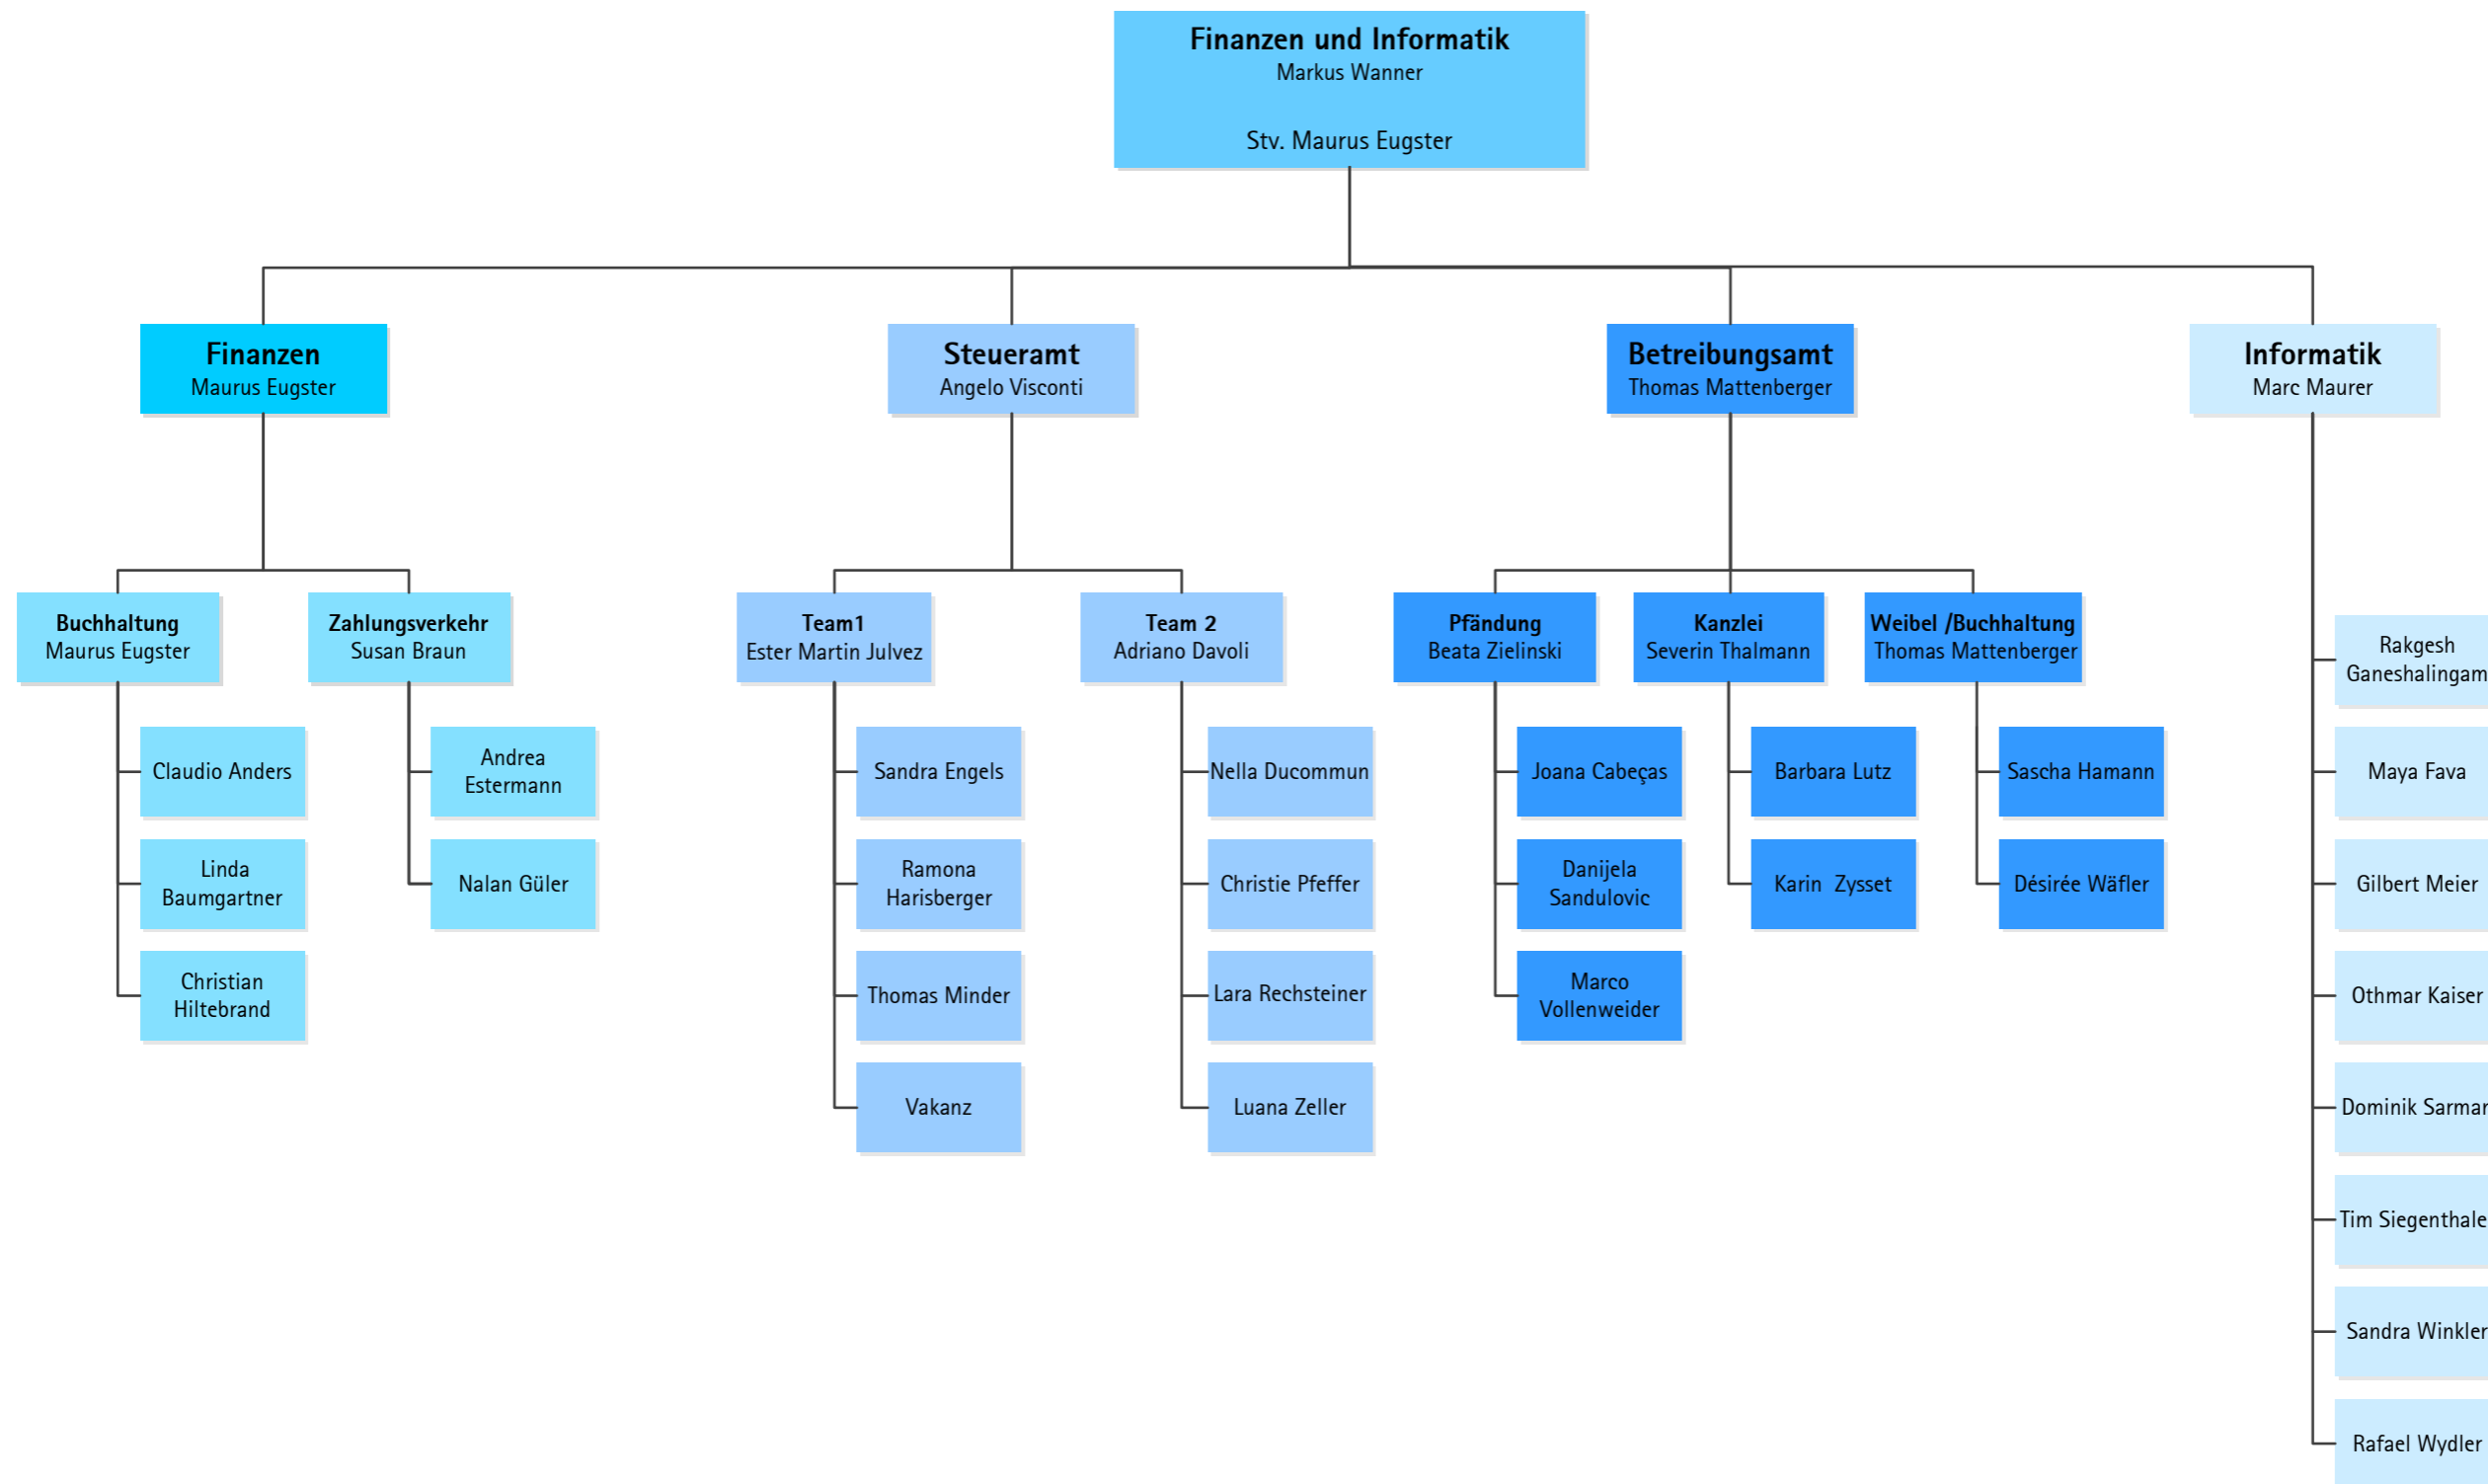 Finanzen und Informatik
Markus Wanner
Stv. Maurus Eugster
Finanzen
Maurus Eugster
Steueramt
Angelo Visconti
Betreibungsamt
Thomas Mattenberger
Informatik
Marc Maurer
Buchhaltung
Maurus Eugster
Zahlungsverkehr
Susan Braun
Team1
Ester Martin Julvez
Team 2
Adriano Davoli
Pfändung
Beata Zielinski
Kanzlei
Severin Thalmann
Weibel /Buchhaltung
Thomas Mattenberger
Claudio Anders
Linda
Baumgartner
Christian
Hiltebrand
Andrea
Estermann
Nalan Güler
Sandra Engels
Ramona
Harisberger
Thomas Minder
Vakanz
Nella Ducommun
Christie Pfeffer
Lara Rechsteiner
Luana Zeller
Joana Cabeças
Danijela
Sandulovic
Marco
Vollenweider
Barbara Lutz
Karin  Zysset
Sascha Hamann
Désirée Wäfler
Rakgesh
Ganeshalingam
Maya Fava
Gilbert Meier
Othmar Kaiser
Dominik
Tim
Sandra Winkler
Rafael Wydler